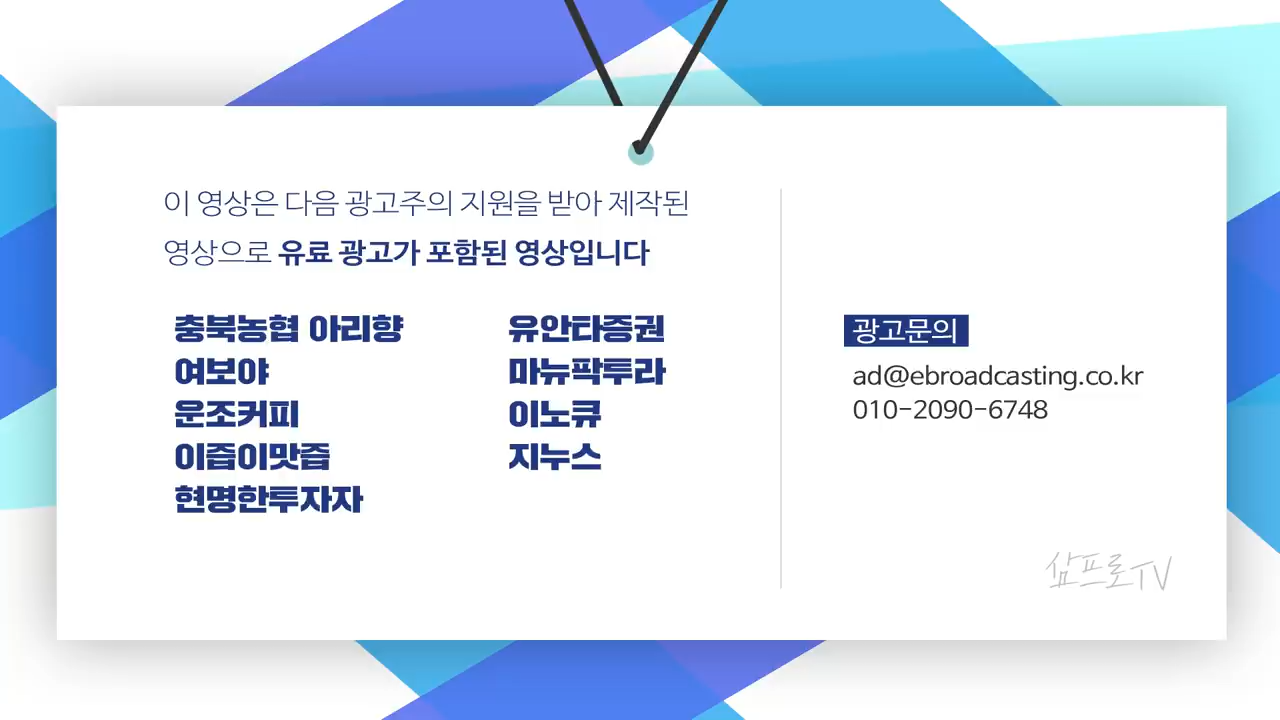 이 영상은 다음 광고주의 지원을 받아 제작된
영상으로 유료 광고가 포함된 영상입니다
충북농협 아리향
여보야
운조커피
이즙이맛즙
현명한투자자
유안타증권
마뉴팍투라
이노큐
지누스
광고문의
ad@ebroadcasting.co.kr
010-2090-6748
삼프로TV